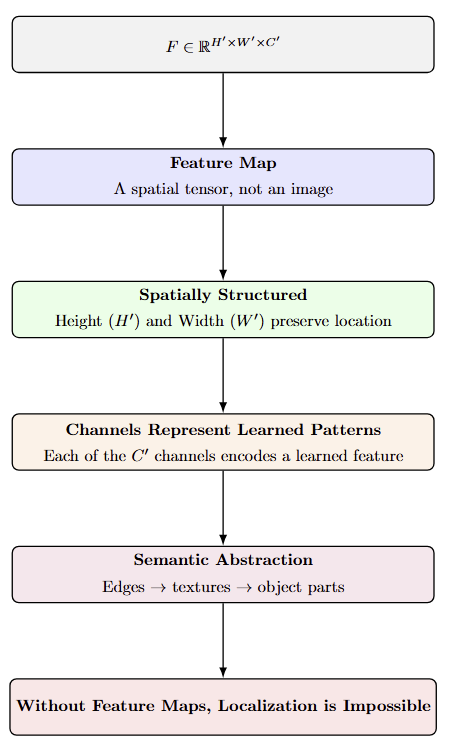 F ∈ ℝ^{H′×W′×C′}
Feature Map
A spatial tensor, not an image
Spatially Structured
Height (H′) and Width (W′) preserve location
Channels Represent Learned Patterns
Each of the C′ channels encodes a learned feature
Semantic Abstraction
Edges → textures → object parts
Without Feature Maps, Localization is Impossible